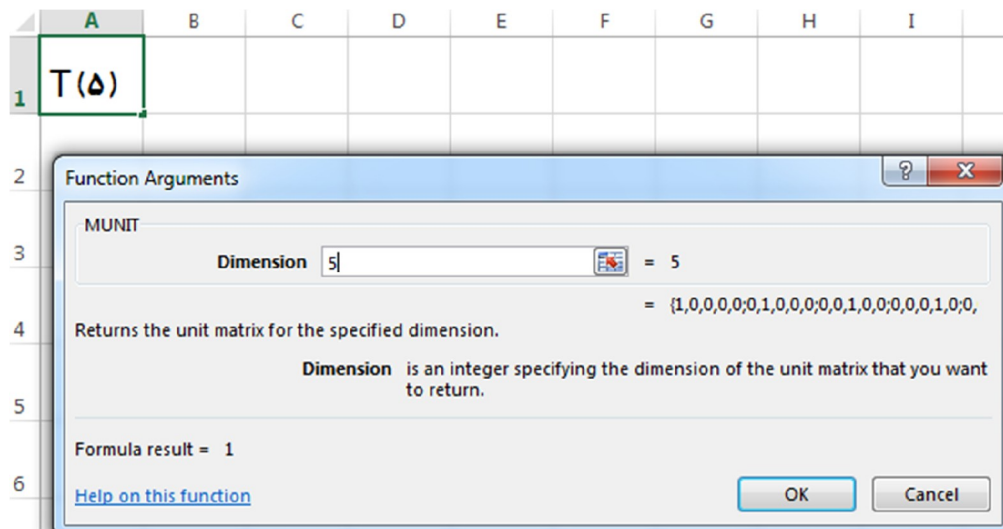 A B C D E F G H I
1 T(۵)
2
Function Arguments
MUNIT
3
Dimension 5 = 5
= {1,0,0,0,0;0,1,0,0,0;0,0,1,0,0;0,0,0,1,0;0,
4
Returns the unit matrix for the specified dimension.
Dimension is an integer specifying the dimension of the unit matrix that you want
to return.
5
Formula result = 1
6
Help on this function OK Cancel